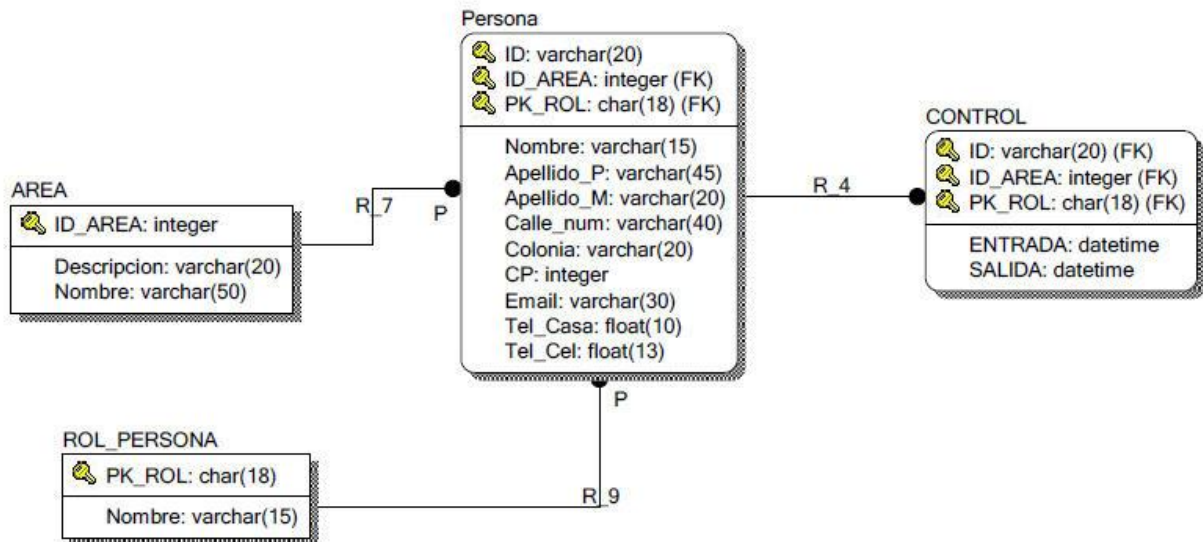 Persona
ID: varchar(20)
ID_AREA: integer (FK)
PK_ROL: char(18) (FK)
Nombre: varchar(15)
Apellido_P: varchar(45)
Apellido_M: varchar(20)
Calle_num: varchar(40)
Colonia: varchar(20)
CP: integer
Email: varchar(30)
Tel_Casa: float(10)
Tel_Cel: float(13)
CONTROL
ID: varchar(20) (FK)
ID_AREA: integer (FK)
PK_ROL: char(18) (FK)
ENTRADA: datetime
SALIDA: datetime
R_4
AREA
ID_AREA: integer
Descripcion: varchar(20)
Nombre: varchar(50)
R_7
P
P
ROL_PERSONA
PK_ROL: char(18)
Nombre: varchar(15)
R_9